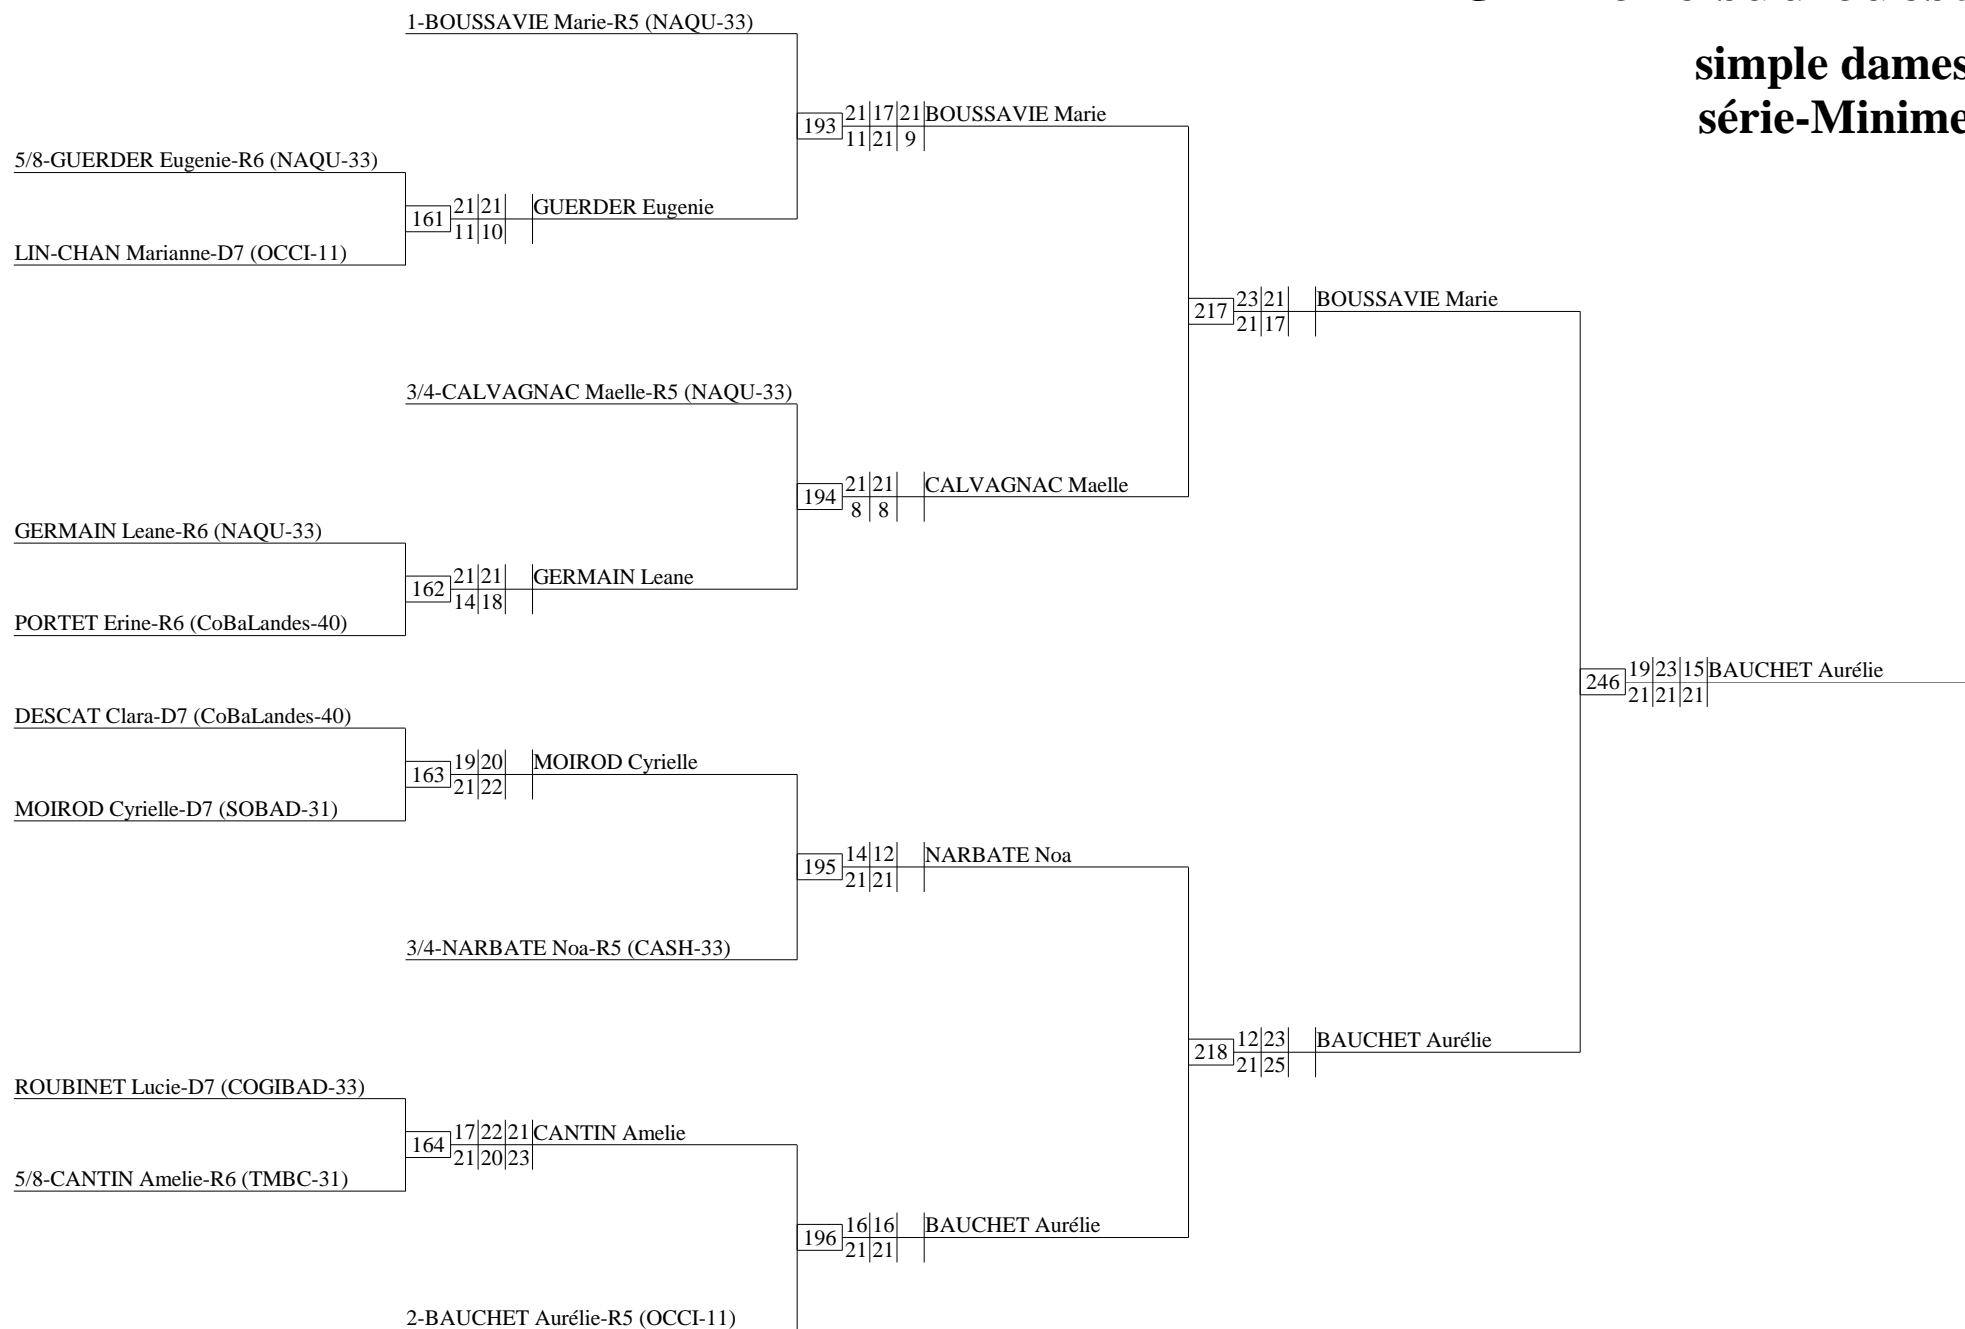 simple dames
série-Minime
1-BOUSSAVIE Marie-R5 (NAQU-33)
193 21 17 21 BOUSSAVIE Marie
11 21 9
5/8-GUERDER Eugenie-R6 (NAQU-33)
161 21 21 GUERDER Eugenie
11 10
LIN-CHAN Marianne-D7 (OCCI-11)
217 23 21 BOUSSAVIE Marie
21 17
3/4-CALVAGNAC Maelle-R5 (NAQU-33)
194 21 21 CALVAGNAC Maelle
8 8
GERMAIN Leane-R6 (NAQU-33)
162 21 21 GERMAIN Leane
14 18
PORTET Erine-R6 (CoBaLandes-40)
246 19 23 15 BAUCHET Aurélie
21 21 21
DESCAT Clara-D7 (CoBaLandes-40)
163 19 20 MOIROD Cyrielle
21 22
MOIROD Cyrielle-D7 (SOBAD-31)
195 14 12 NARBATE Noa
21 21
3/4-NARBATE Noa-R5 (CASH-33)
218 12 23 BAUCHET Aurélie
21 25
ROUBINET Lucie-D7 (COGIBAD-33)
164 17 22 21 CANTIN Amelie
21 20 23
5/8-CANTIN Amelie-R6 (TMBC-31)
196 16 16 BAUCHET Aurélie
21 21
2-BAUCHET Aurélie-R5 (OCCI-11)